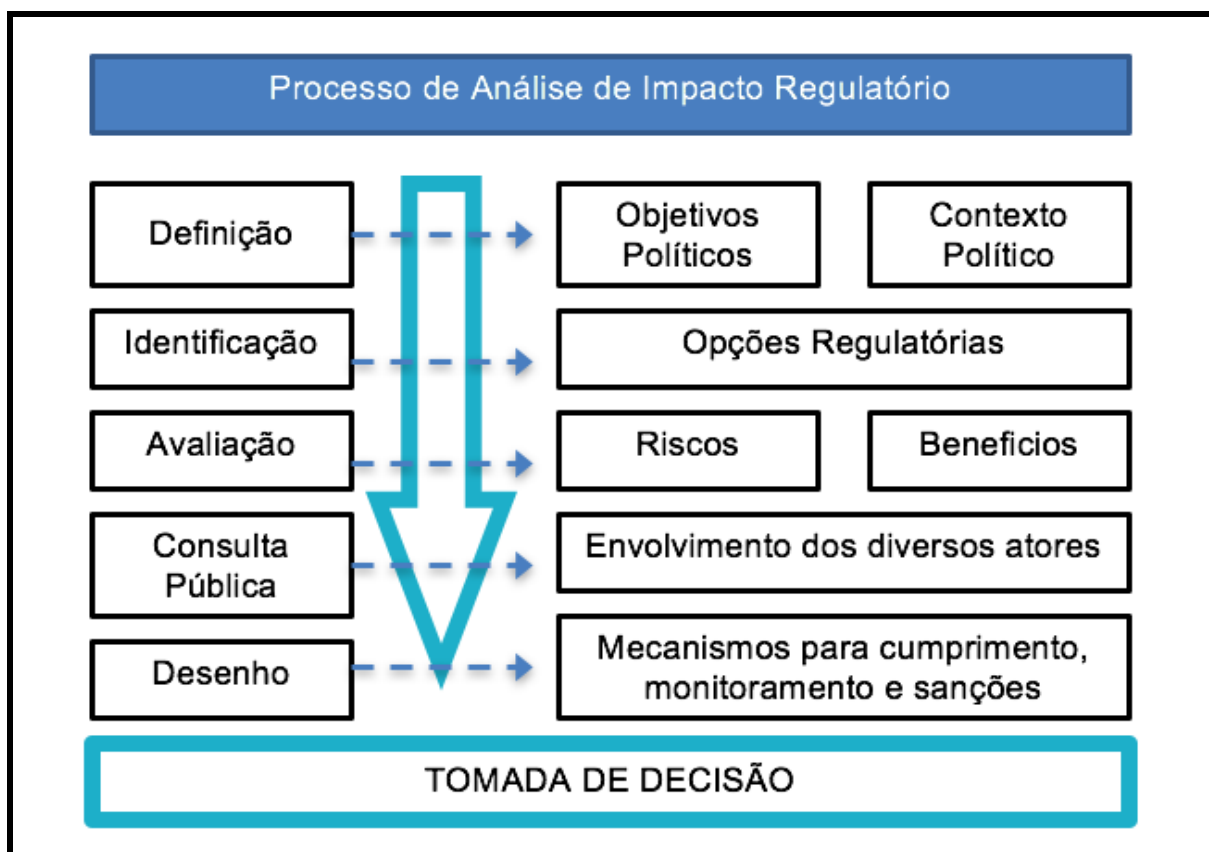 Processo de Análise de Impacto Regulatório
Definição
Objetivos
Políticos
Contexto
Político
Identificação
Opções Regulatórias
Avaliação
Riscos
Beneficios
Consulta
Pública
Envolvimento dos diversos atores
Desenho
Mecanismos para cumprimento,
monitoramento e sanções
TOMADA DE DECISÃO